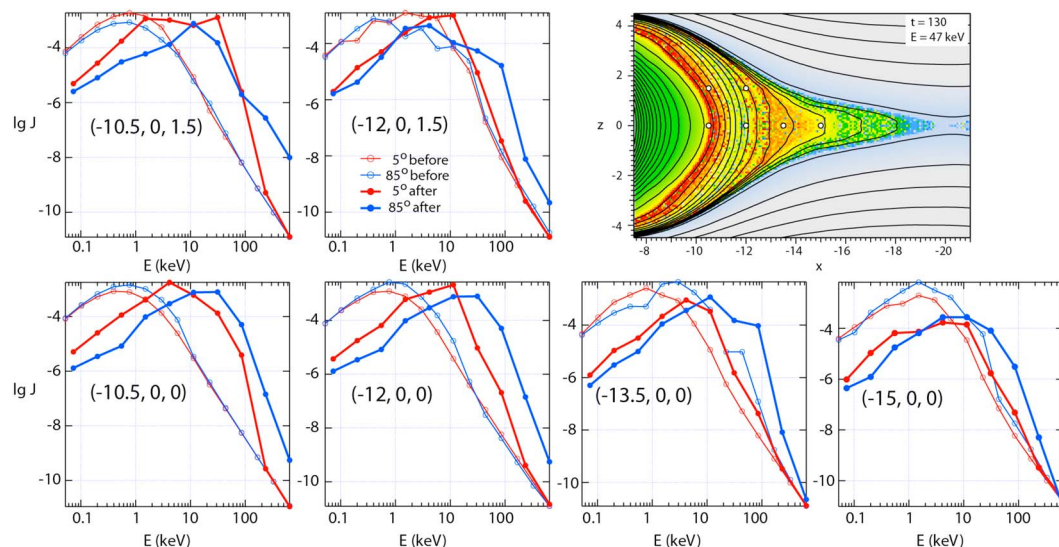 -4
-6
-8
-10
lg J
(-10.5, 0, 1.5)
0.1 1 10 100
E (keV)
-4
-6
-8
-10
(-12, 0, 1.5)
5° before
85° before
5° after
85° after
0.1 1 10 100
E (keV)
t = 130
E = 47 keV
4
2
z 0
-2
-4
-8 -10 -12 -14 -16 -18 -20
x
-4
-6
-8
-10
lg J
(-10.5, 0, 0)
0.1 1 10 100
E (keV)
-4
-6
-8
-10
(-12, 0, 0)
0.1 1 10 100
E (keV)
-4
-6
-8
-10
(-13.5, 0, 0)
0.1 1 10 100
E (keV)
-4
-6
-8
-10
(-15, 0, 0)
0.1 1 10 100
E (keV)